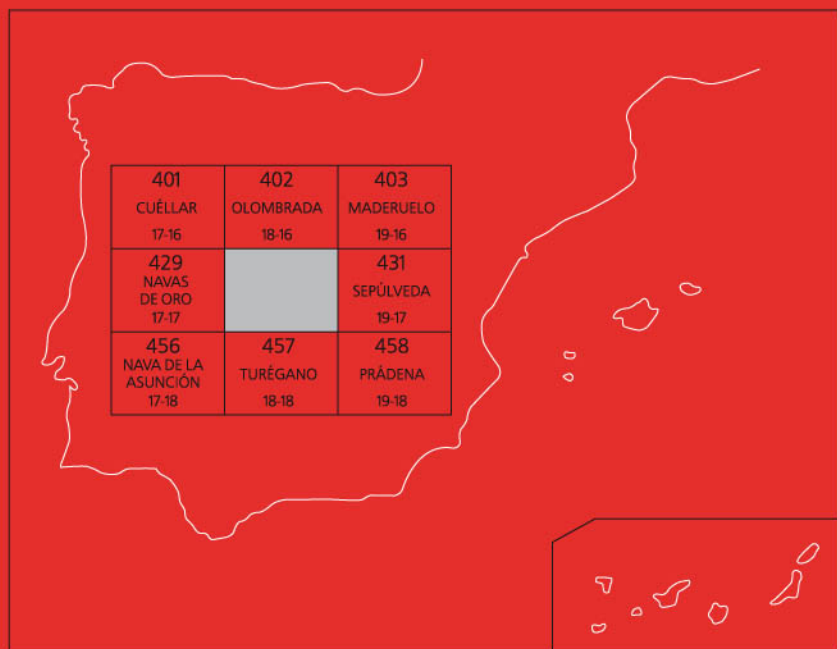 401
CUÉLLAR
17-16
402
OLOMBRADA
18-16
403
MADERUELO
19-16
429
NAVAS
DE ORO
17-17
431
SEPÚLVEDA
19-17
456
NAVA DE LA
ASUNCIÓN
17-18
457
TURÉGANO
18-18
458
PRÁDENA
19-18